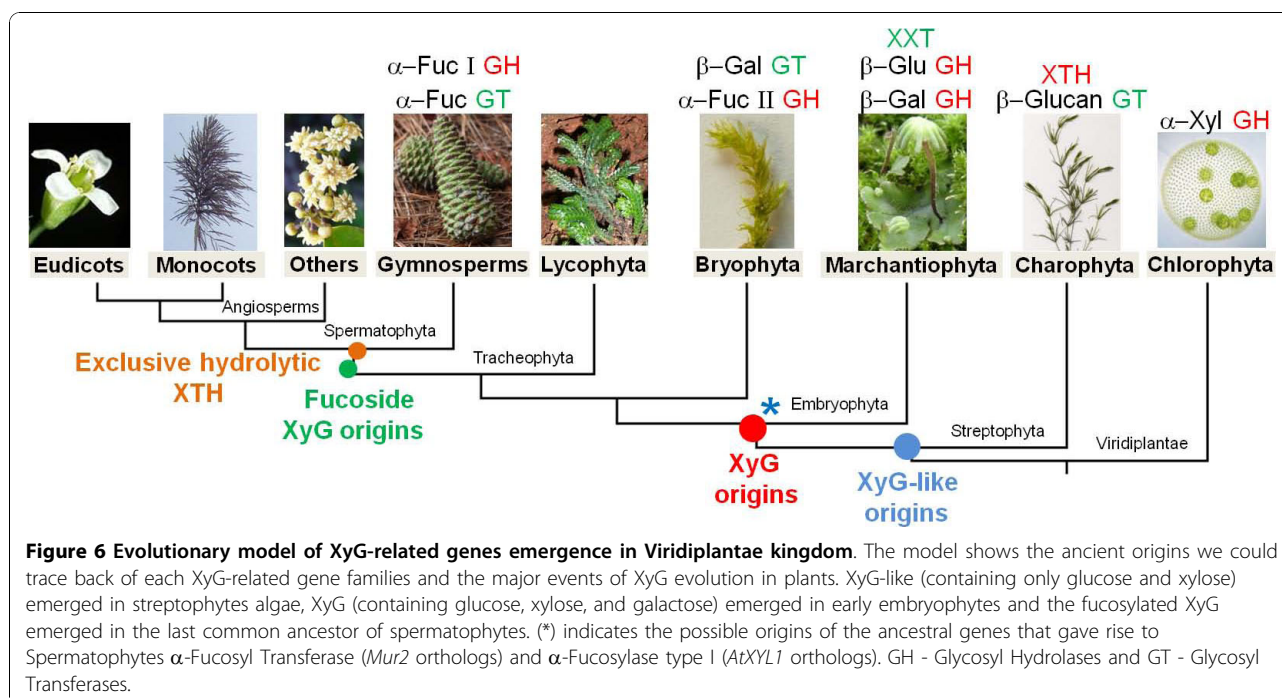 XXT
α–Fuc I GH
β–Gal GT
β–Glu GH
XTH
α–Fuc GT
α–Fuc II GH
β–Gal GH
β–Glucan GT
α–Xyl GH
Eudicots
Monocots
Others
Gymnosperms
Lycophyta
Bryophyta
Marchantiophyta
Charophyta
Chlorophyta
Angiosperms
Spermatophyta
Exclusive hydrolytic
XTH
Tracheophyta
Fucoside
XyG origins
* Embryophyta
Streptophyta
Viridiplantae
XyG
origins
XyG-like
origins
Figure 6 Evolutionary model of XyG-related genes emergence in Viridiplantae kingdom. The model shows the ancient origins we could
trace back of each XyG-related gene families and the major events of XyG evolution in plants. XyG-like (containing only glucose and xylose)
emerged in streptophytes algae, XyG (containing glucose, xylose, and galactose) emerged in early embryophytes and the fucosylated XyG
emerged in the last common ancestor of spermatophytes. (*) indicates the possible origins of the ancestral genes that gave rise to
Spermatophytes α-Fucosyl Transferase (Mur2 orthologs) and α-Fucosylase type I (AtXYL1 orthologs). GH - Glycosyl Hydrolases and GT - Glycosyl
Transferases.